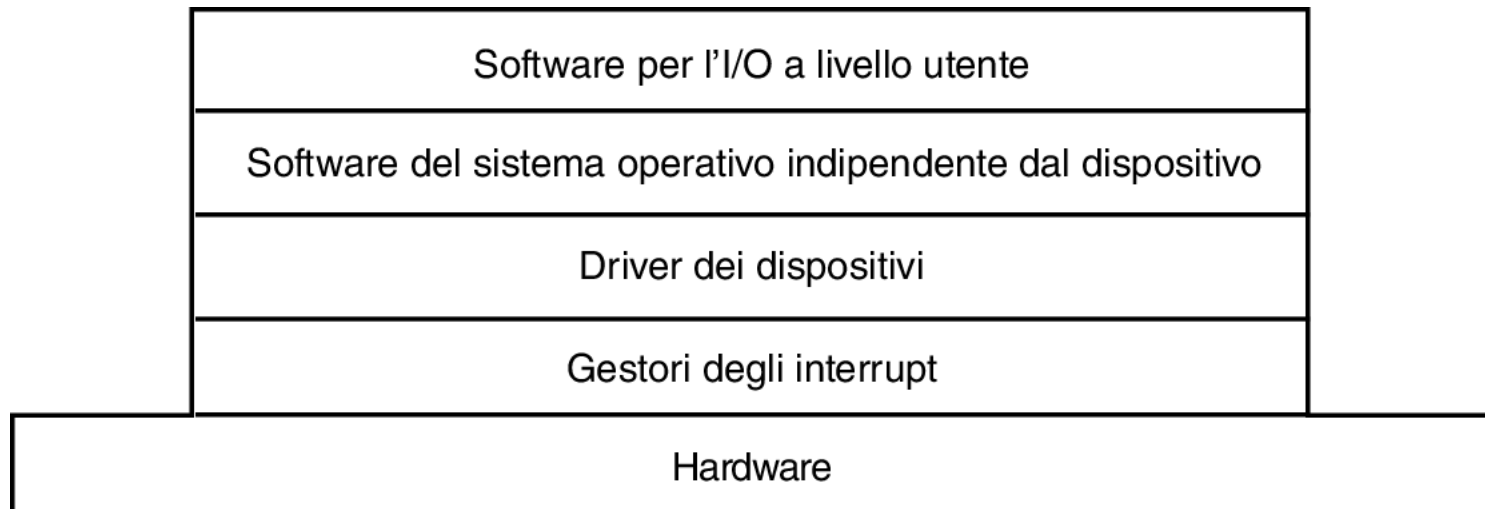 Software per l’I/O a livello utente
Software del sistema operativo indipendente dal dispositivo
Driver dei dispositivi
Gestori degli interrupt
Hardware